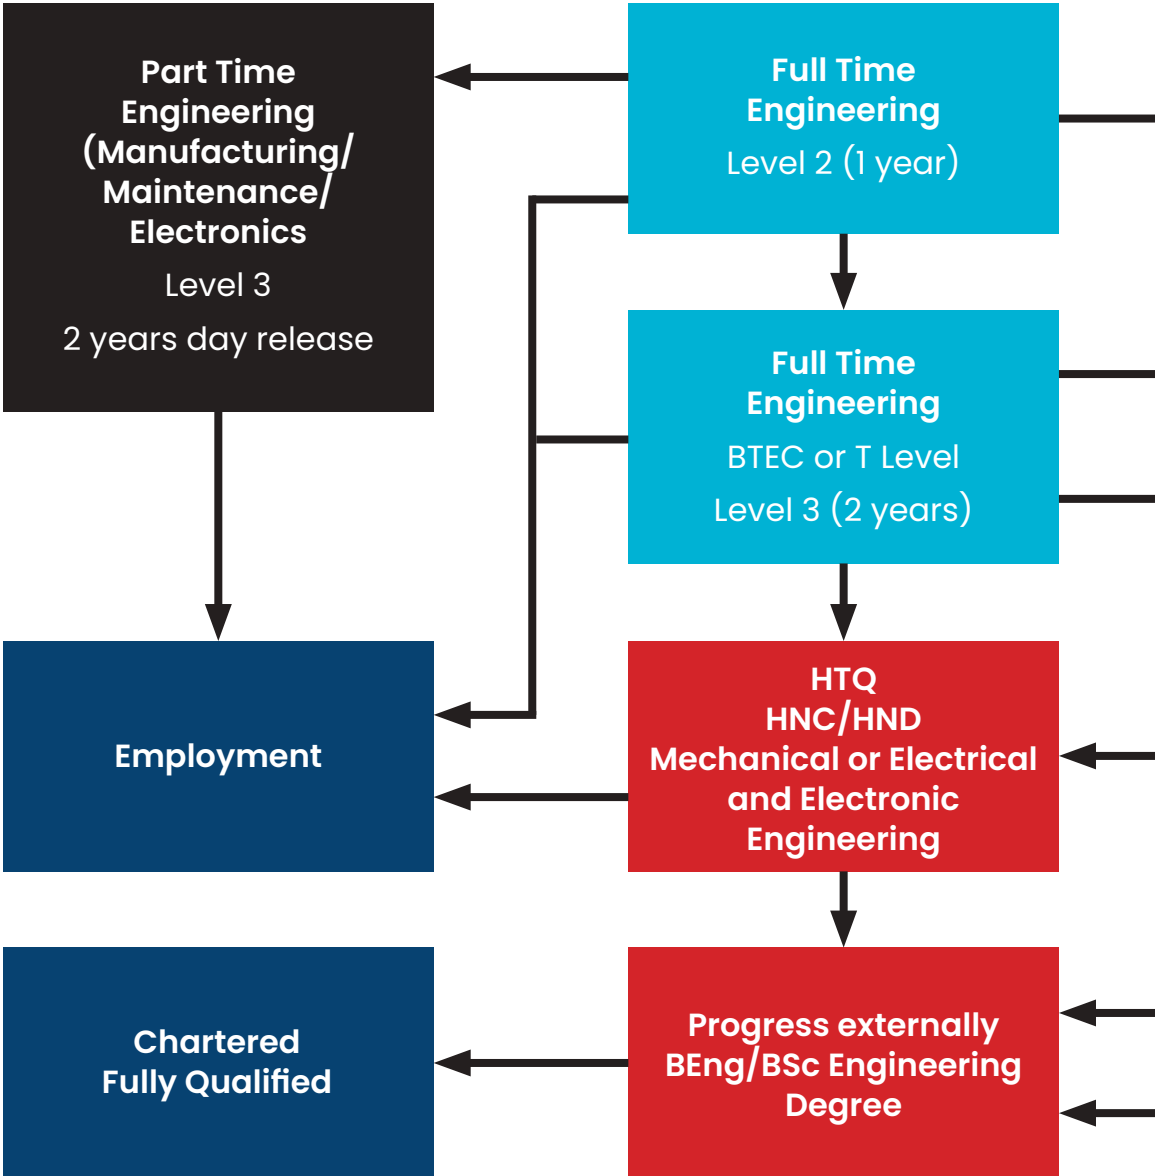 Part Time
Engineering
(Manufacturing/
Maintenance/
Electronics
Level 3
2 years day release
Full Time
Engineering
Level 2 (1 year)
Full Time
Engineering
BTEC or T Level
Level 3 (2 years)
Employment
HTQ
HNC/HND
Mechanical or Electrical
and Electronic
Engineering
Chartered
Fully Qualified
Progress externally
BEng/BSc Engineering
Degree